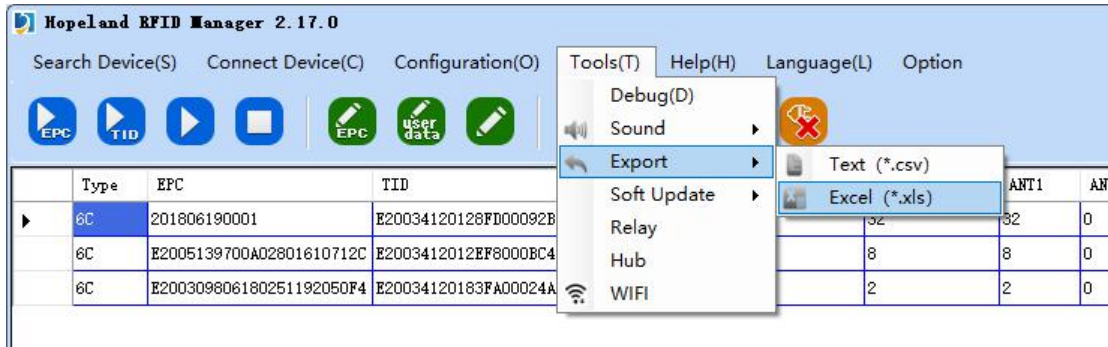 Hopeland RFID Manager 2.17.0
Search Device(S) Connect Device(C) Configuration(O) Tools(T) Help(H) Language(L) Option
EPC TID EPC user data
Debug(D)
Sound
Export
Text (*.csv)
Excel (*.xls)
Soft Update
Relay
Hub
WIFI
Type EPC TID ANT1 AN
6C 201806190001 E20034120128FD00092B 32 32 0
6C E2005139700A02801610712C E2003412012EF8000BC4 8 8 0
6C E200309806180251192050F4 E20034120183FA00024A 2 2 0